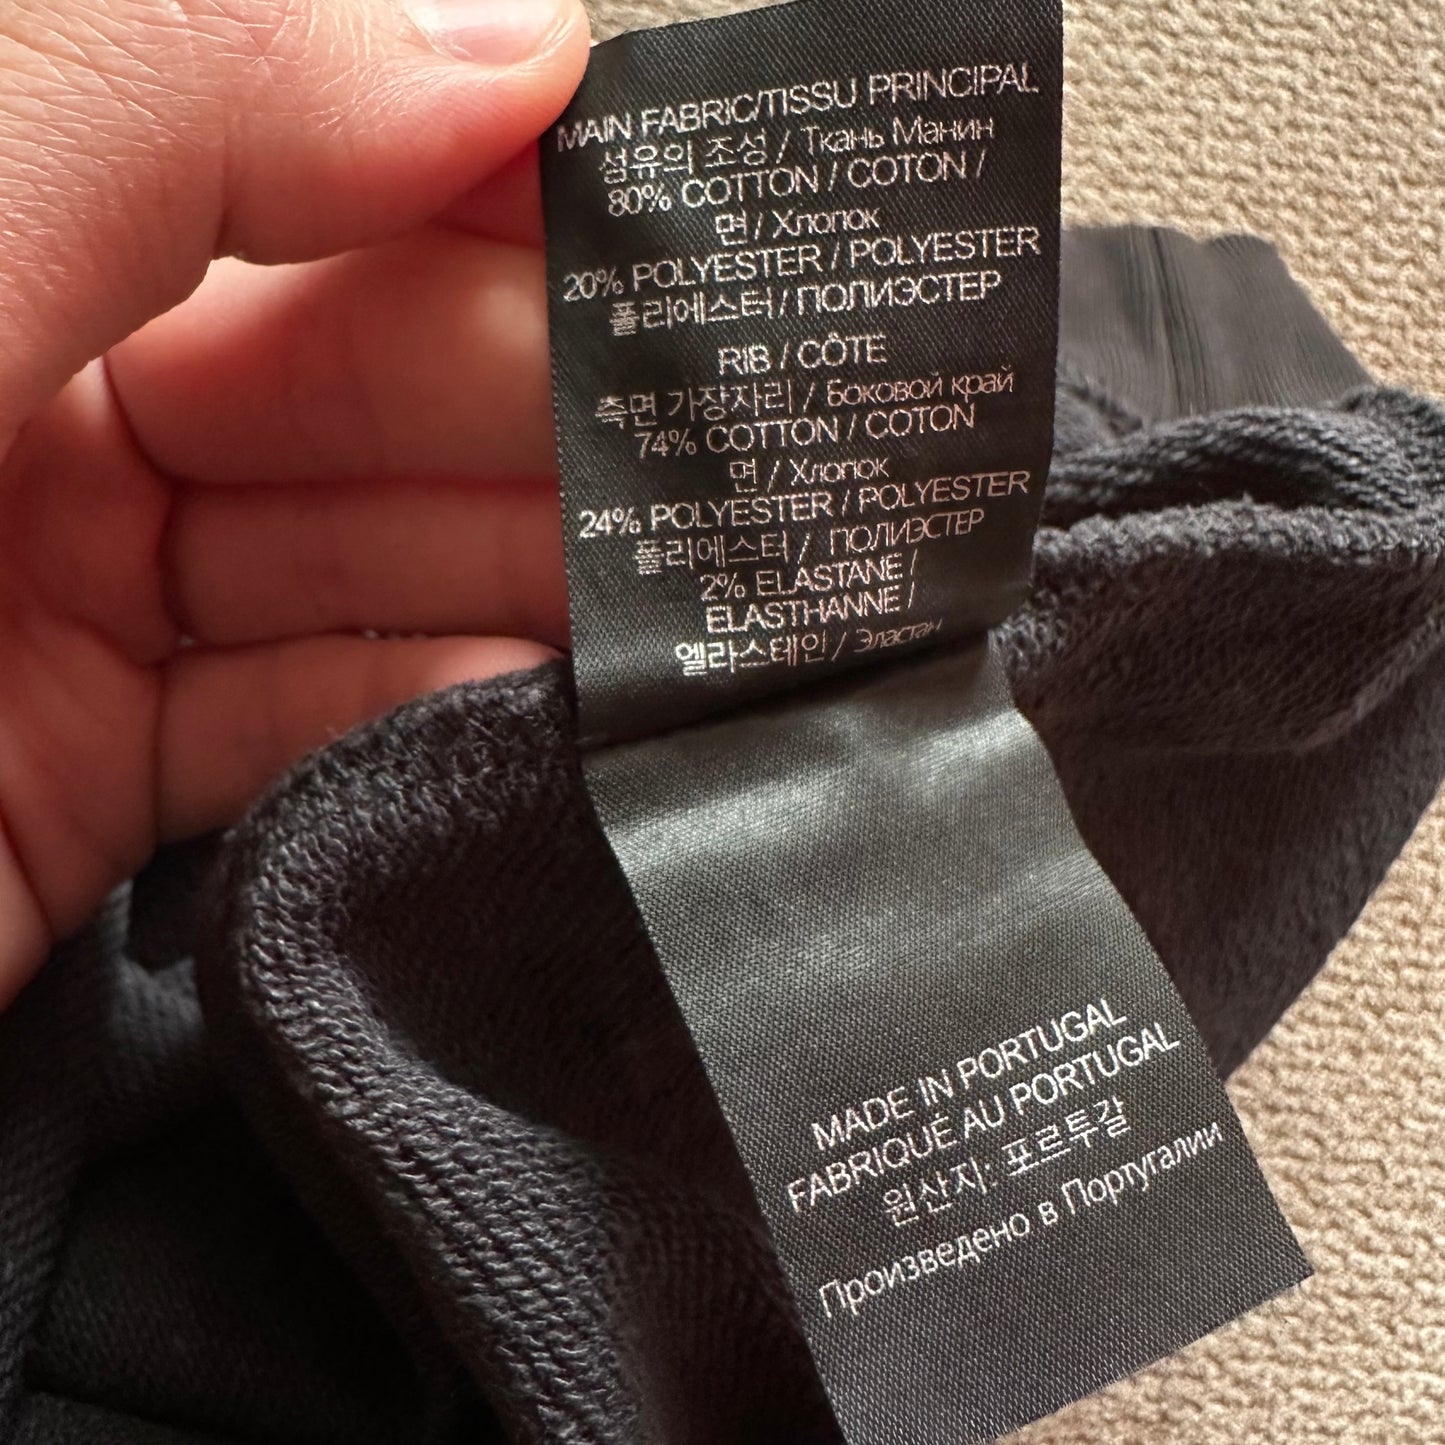 MAIN FABRIC/TISSU PRINCIPAL
섬유의 조성 / Ткань Манин
80% COTTON / COTON /
면 / Хлопок
20% POLYESTER / POLYESTER
폴리에스터 / ПОЛИЭСТЕР
RIB / CÔTE
측면 가장자리 / Боковой край
74% COTTON / COTON
면 / Хлопок
24% POLYESTER / POLYESTER
폴리에스터 / ПОЛИЭСТЕР
2% ELASTANE /
ELASTHANNE /
엘라스테인 / Эластан
MADE IN PORTUGAL
FABRIQUÉ AU PORTUGAL
원산지: 포르투갈
Произведено в Португалии